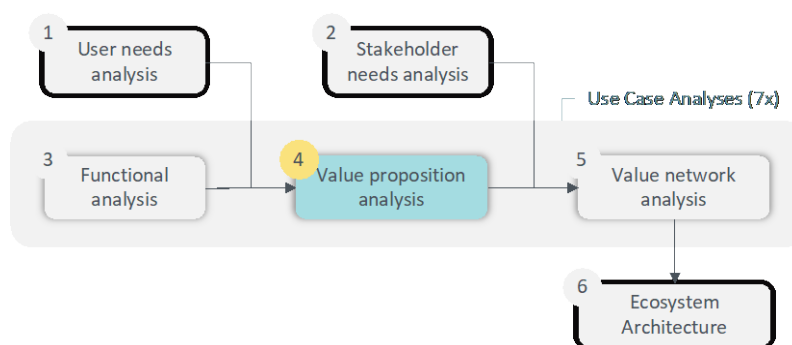 1
User needs
analysis
2
Stakeholder
needs analysis
Use Case Analyses (7x)
3
Functional
analysis
4
Value proposition
analysis
5
Value network
analysis
6
Ecosystem
Architecture